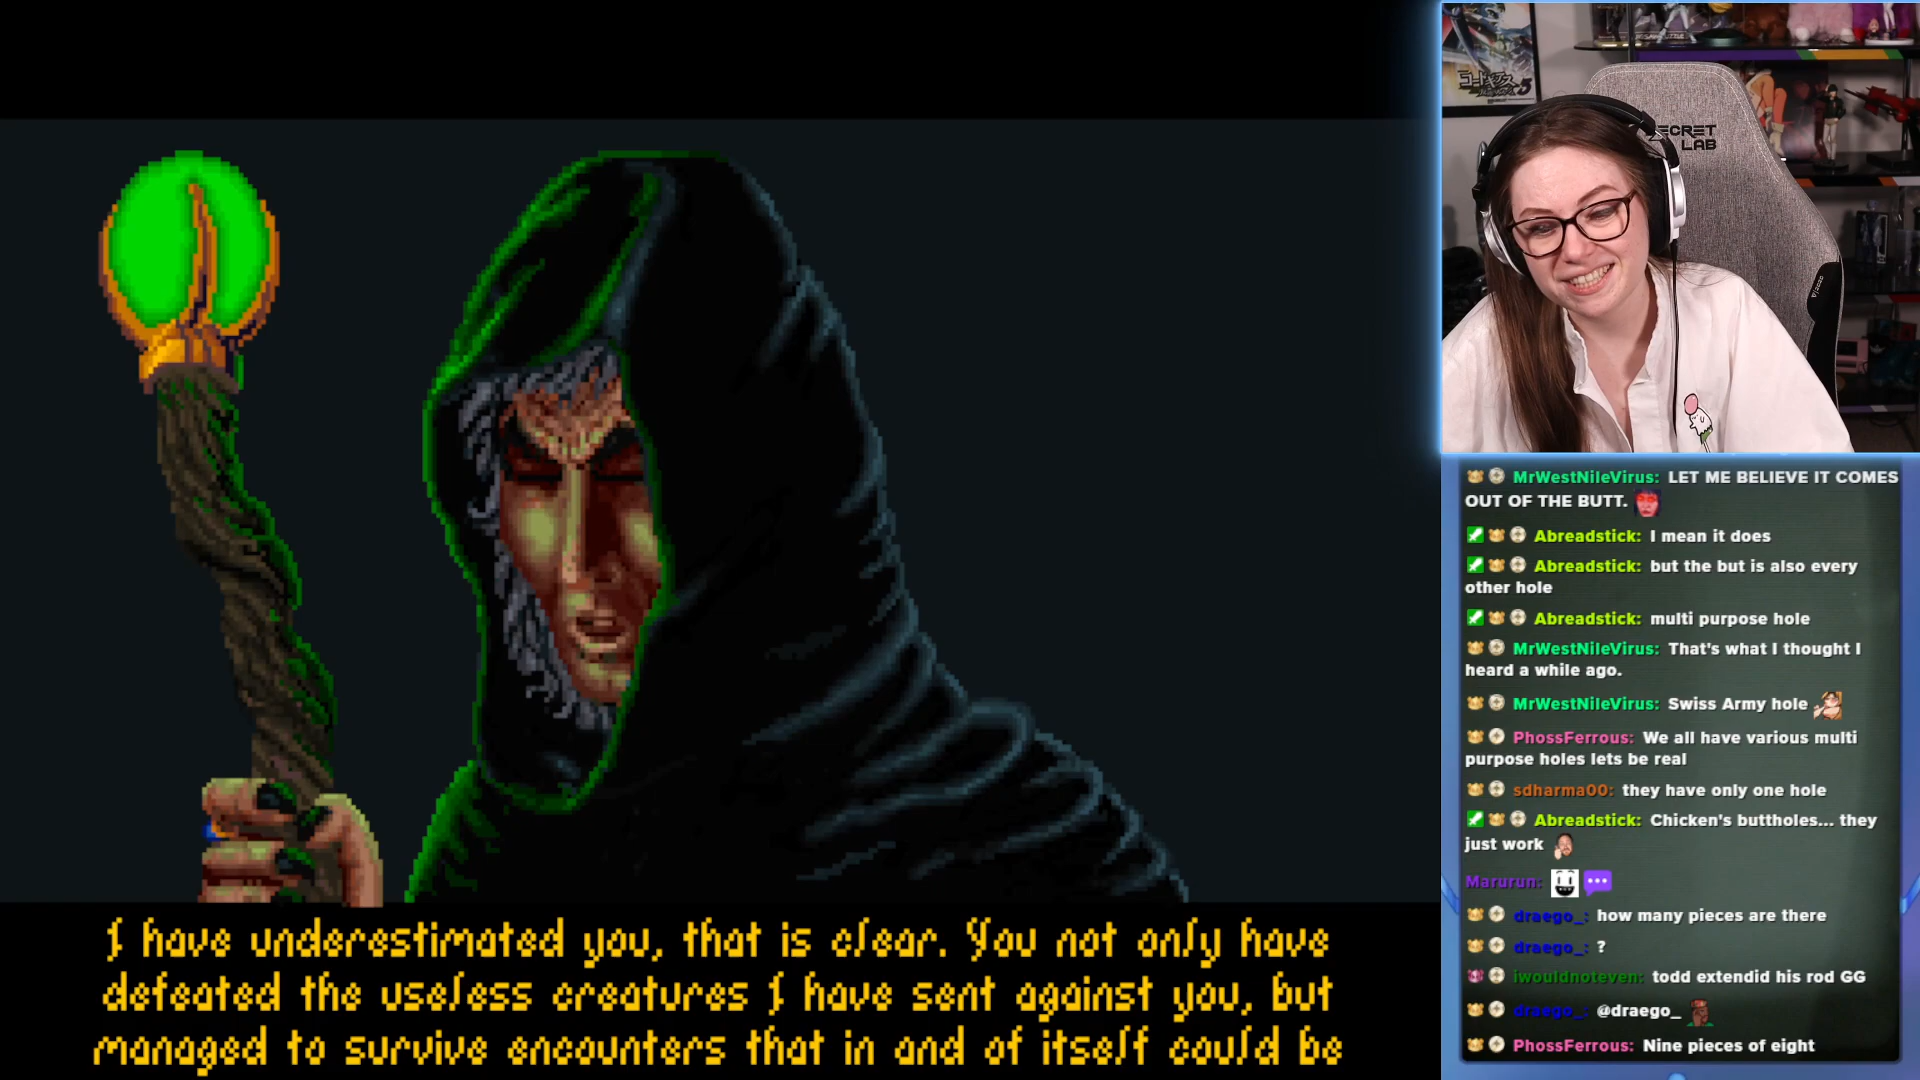 I have underestimated you, that is clear. You not only have
defeated the useless creatures I have sent against you, but
managed to survive encounters that in and of itself could be
SECRET
LAB
MrWestNileVirus: LET ME BELIEVE IT COMES
OUT OF THE BUTT.
Abreadstick: I mean it does
Abreadstick: but the but is also every
other hole
Abreadstick: multi purpose hole
MrWestNileVirus: That's what I thought I
heard a while ago.
MrWestNileVirus: Swiss Army hole
PhossFerrous: We all have various multi
purpose holes lets be real
sdharma00: they have only one hole
Abreadstick: Chicken's buttholes... they
just work
Marurun:
draego_: how many pieces are there
draego_: ?
iwouldnoteven: todd extendid his rod GG
draego_: @draego_
PhossFerrous: Nine pieces of eight